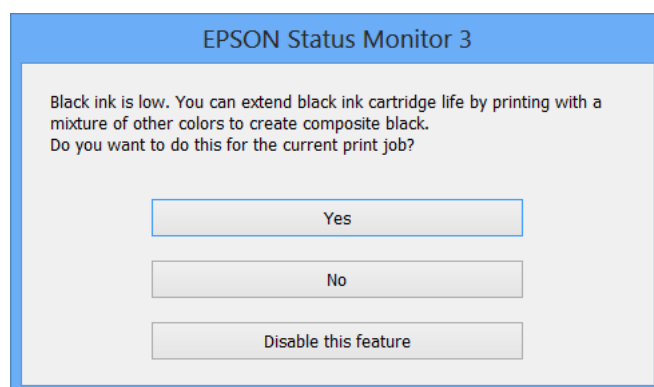 EPSON Status Monitor 3
Black ink is low. You can extend black ink cartridge life by printing with a
mixture of other colors to create composite black.
Do you want to do this for the current print job?
Yes
No
Disable this feature